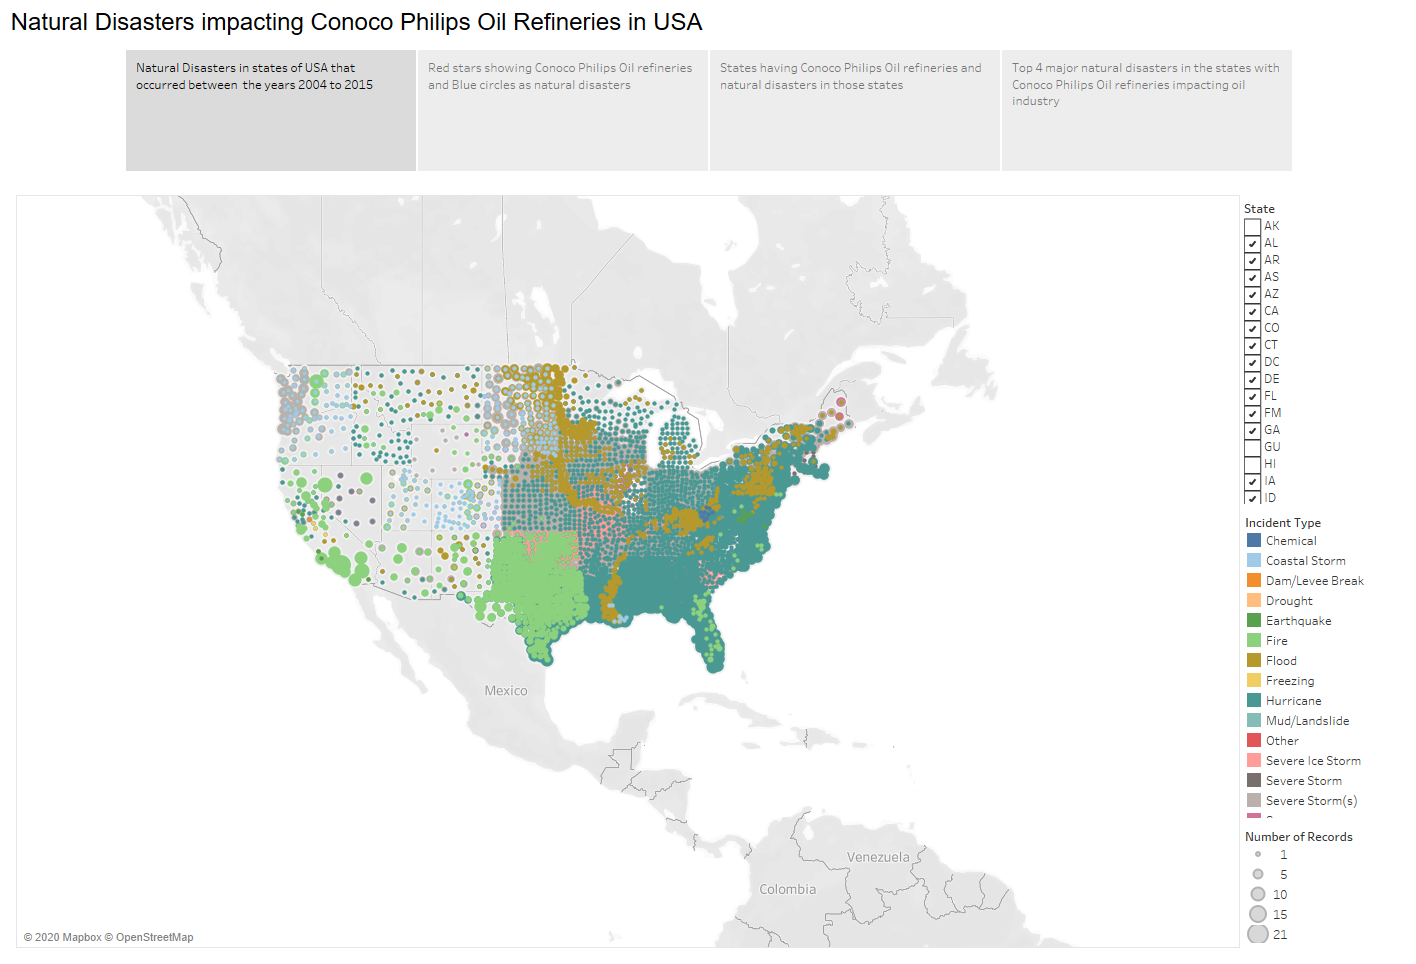 Natural Disasters impacting Conoco Philips Oil Refineries in USA
Natural Disasters in states of USA that
occurred between  the years 2004 to 2015
Red stars showing Conoco Philips Oil refineries
and Blue circles as natural disasters
States having Conoco Philips Oil refineries and
natural disasters in those states
Top 4 major natural disasters in the states with
Conoco Philips Oil refineries impacting oil
industry
Mexico
Venezuela
Colombia
© 2020 Mapbox © OpenStreetMap
State
AK
AL
AR
AS
AZ
CA
CO
CT
DC
DE
FL
FM
GA
GU
HI
IA
ID
Incident Type
Chemical
Coastal Storm
Dam/Levee Break
Drought
Earthquake
Fire
Flood
Freezing
Hurricane
Mud/Landslide
Other
Severe Ice Storm
Severe Storm
Severe Storm(s)
Number of Records
1
5
10
15
21